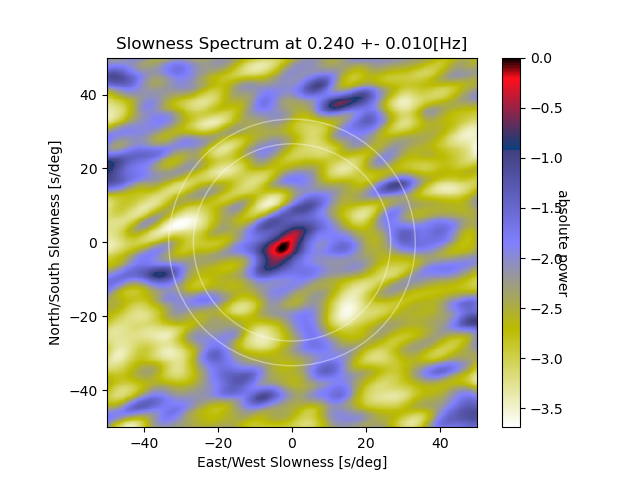 Slowness Spectrum at 0.240 +- 0.010[Hz]
North/South Slowness [s/deg]
40
20
0
−20
−40
−40 −20 0 20 40
East/West Slowness [s/deg]
0.0
−0.5
−1.0
−1.5
−2.0
−2.5
−3.0
−3.5
absolute power